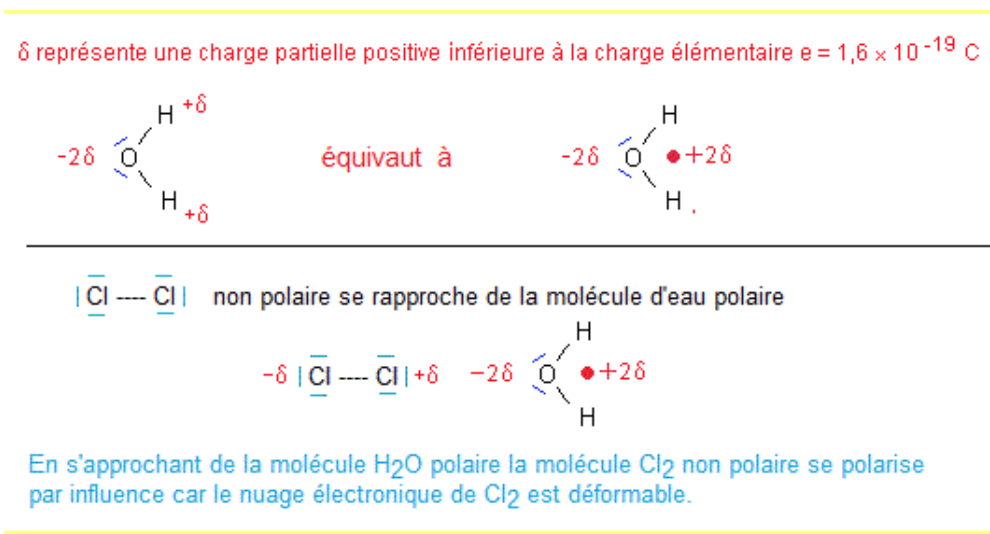 δ représente une charge partielle positive inférieure à la charge élémentaire e = 1,6 × 10⁻¹⁹ C
H +δ
-2δ O
H +δ
équivaut à
H
-2δ O +2δ
H .
|Cl ---- Cl| non polaire se rapproche de la molécule d'eau polaire
H
-δ |Cl ---- Cl| +δ -2δ O +2δ
H
En s'approchant de la molécule H₂O polaire la molécule Cl₂ non polaire se polarise
par influence car le nuage électronique de Cl₂ est déformable.